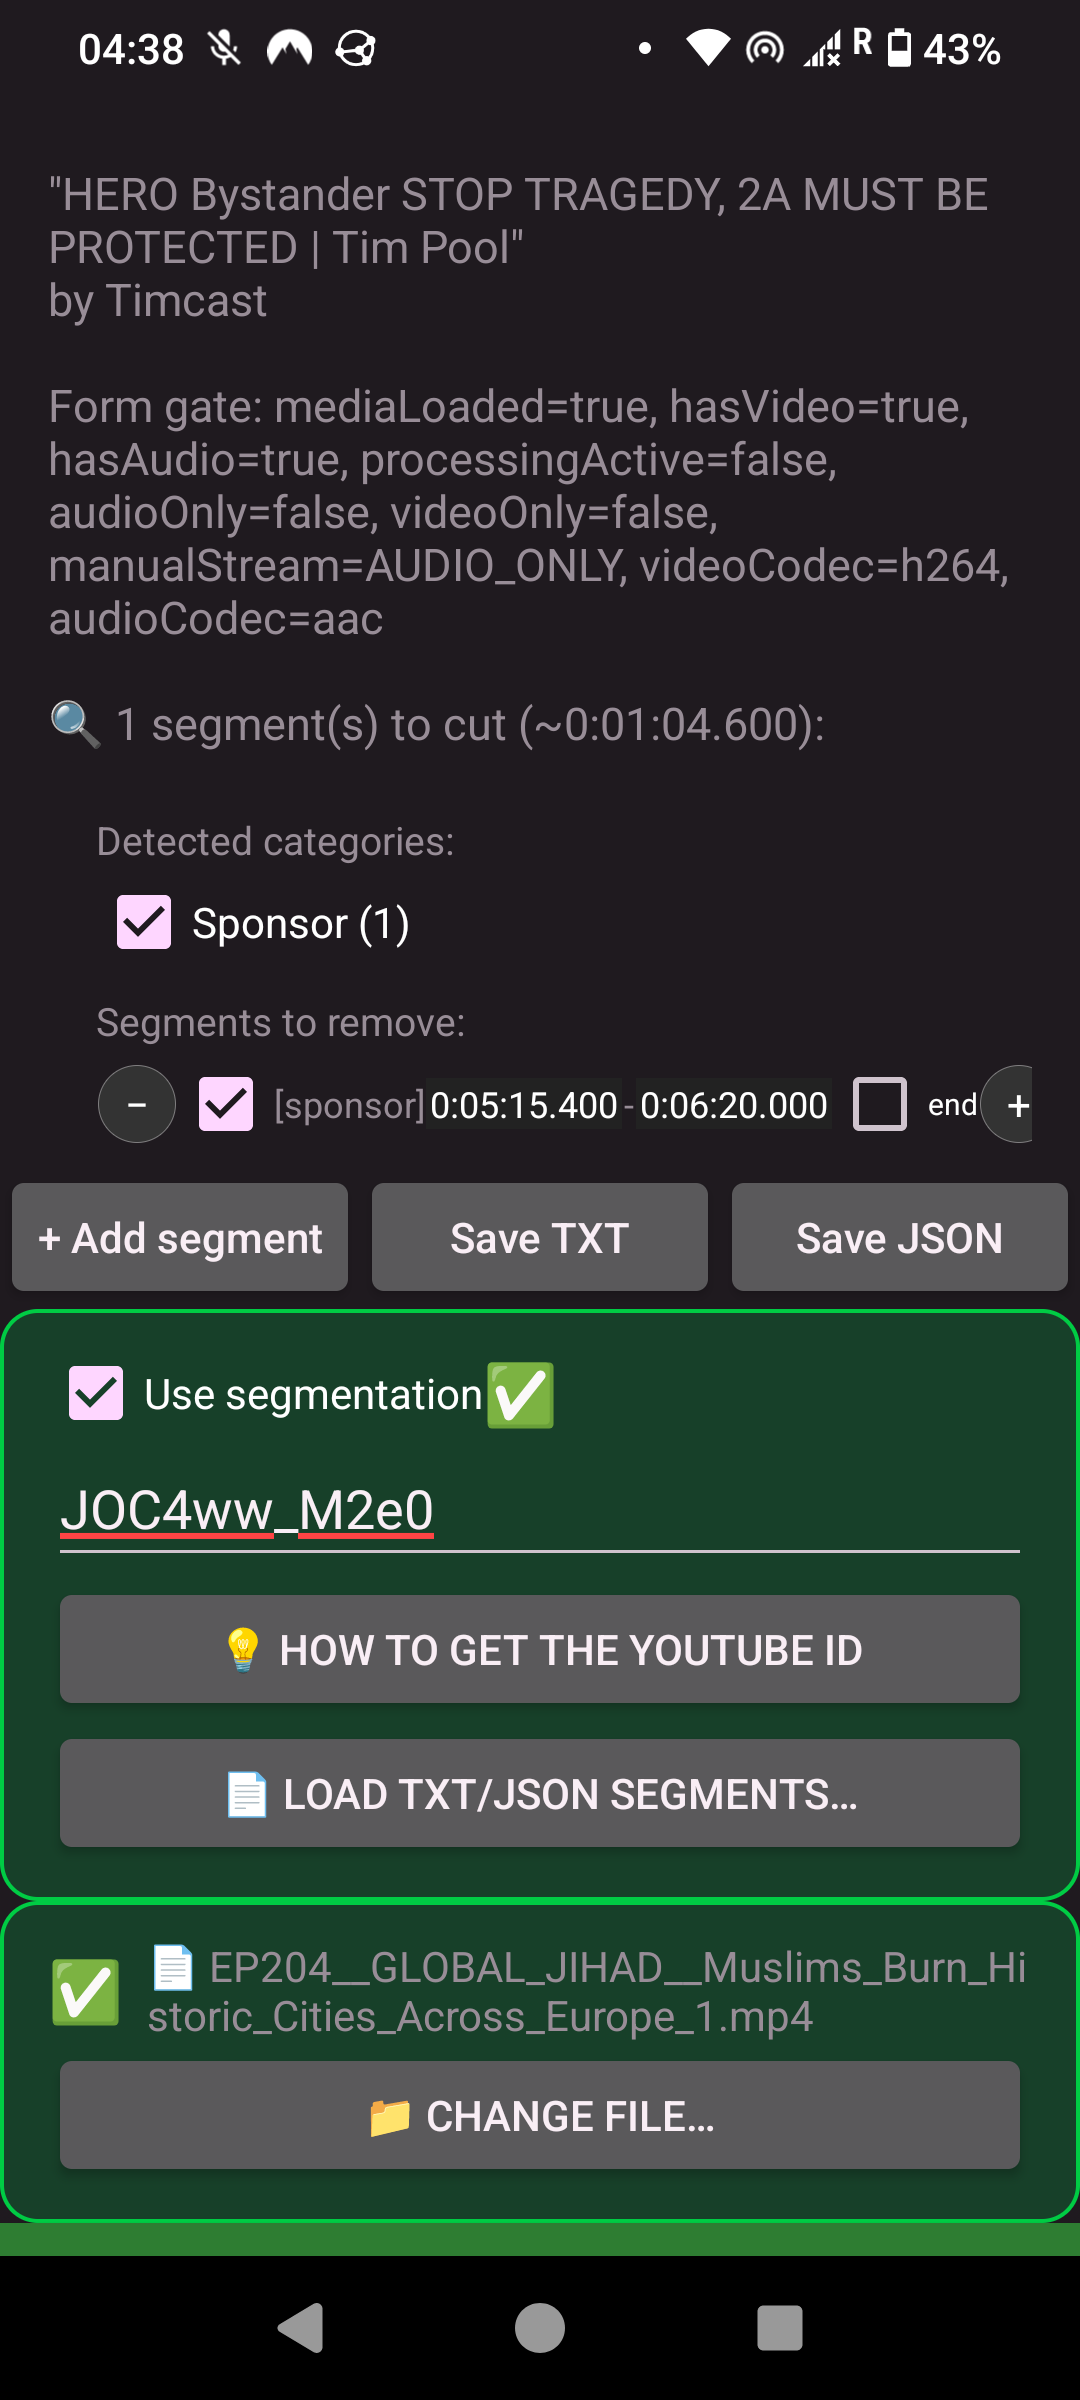 04:38
R
43%
"HERO Bystander STOP TRAGEDY, 2A MUST BE
PROTECTED | Tim Pool"
by Timcast
Form gate: mediaLoaded=true, hasVideo=true,
hasAudio=true, processingActive=false,
audioOnly=false, videoOnly=false,
manualStream=AUDIO_ONLY, videoCodec=h264,
audioCodec=aac
🔍 1 segment(s) to cut (~0:01:04.600):
Detected categories:
Sponsor (1)
Segments to remove:
− [sponsor] 0:05:15.400 - 0:06:20.000 end +
+ Add segment
Save TXT
Save JSON
Use segmentation ✅
JOC4ww_M2e0
💡 HOW TO GET THE YOUTUBE ID
📄 LOAD TXT/JSON SEGMENTS…
✅ 📄 EP204__GLOBAL_JIHAD__Muslims_Burn_Hi
storic_Cities_Across_Europe_1.mp4
📁 CHANGE FILE…